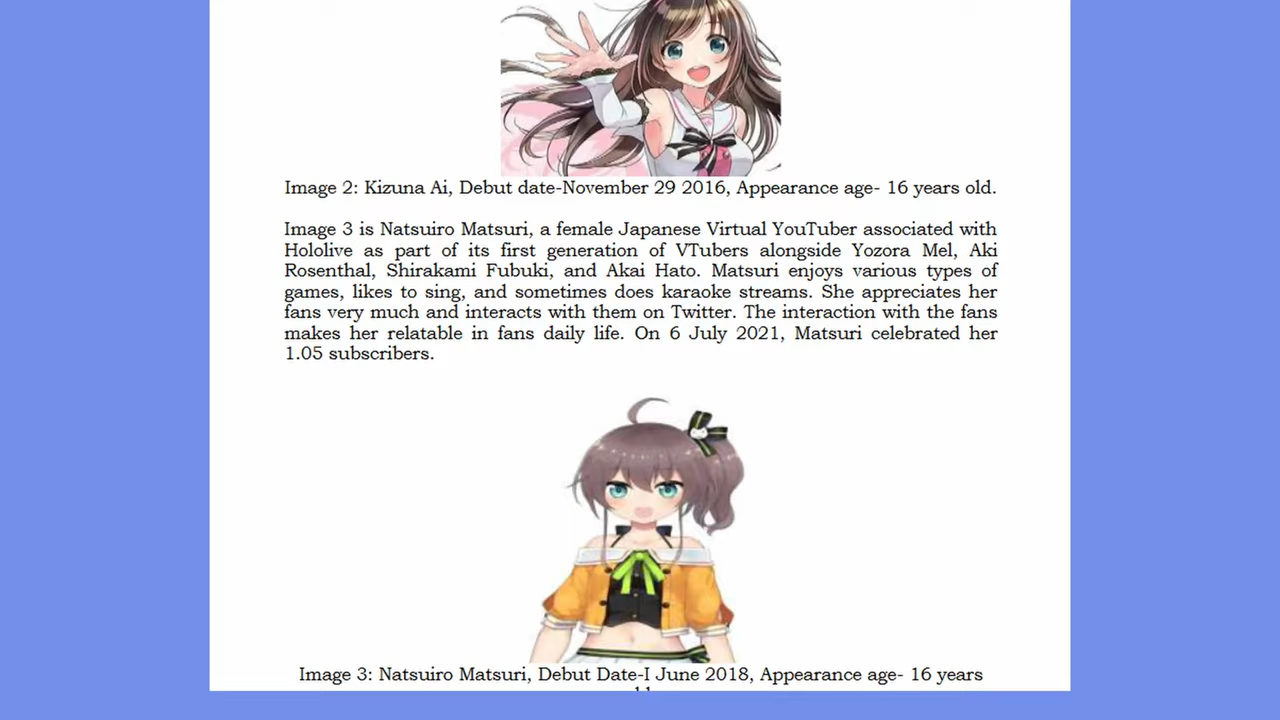 Image 2: Kizuna Ai, Debut date-November 29 2016, Appearance age- 16 years old.
Image 3 is Natsuiro Matsuri, a female Japanese Virtual YouTuber associated with
Hololive as part of its first generation of VTubers alongside Yozora Mel, Aki
Rosenthal, Shirakami Fubuki, and Akai Hato. Matsuri enjoys various types of
games, likes to sing, and sometimes does karaoke streams. She appreciates her
fans very much and interacts with them on Twitter. The interaction with the fans
makes her relatable in fans daily life. On 6 July 2021, Matsuri celebrated her
1.05 subscribers.
Image 3: Natsuiro Matsuri, Debut Date-I June 2018, Appearance age- 16 years